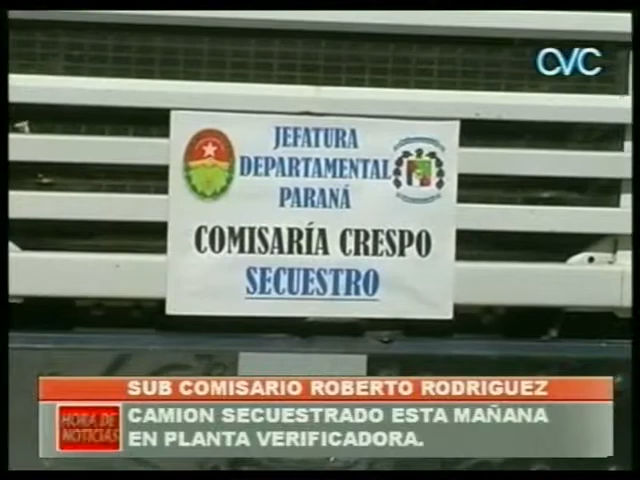 CVC
JEFATURA
DEPARTAMENTAL
PARANÁ
COMISARÍA CRESPO
SECUESTRO
SUB COMISARIO ROBERTO RODRIGUEZ
HORA DE
NOTICIAS
CAMION SECUESTRADO ESTA MAÑANA
EN PLANTA VERIFICADORA.